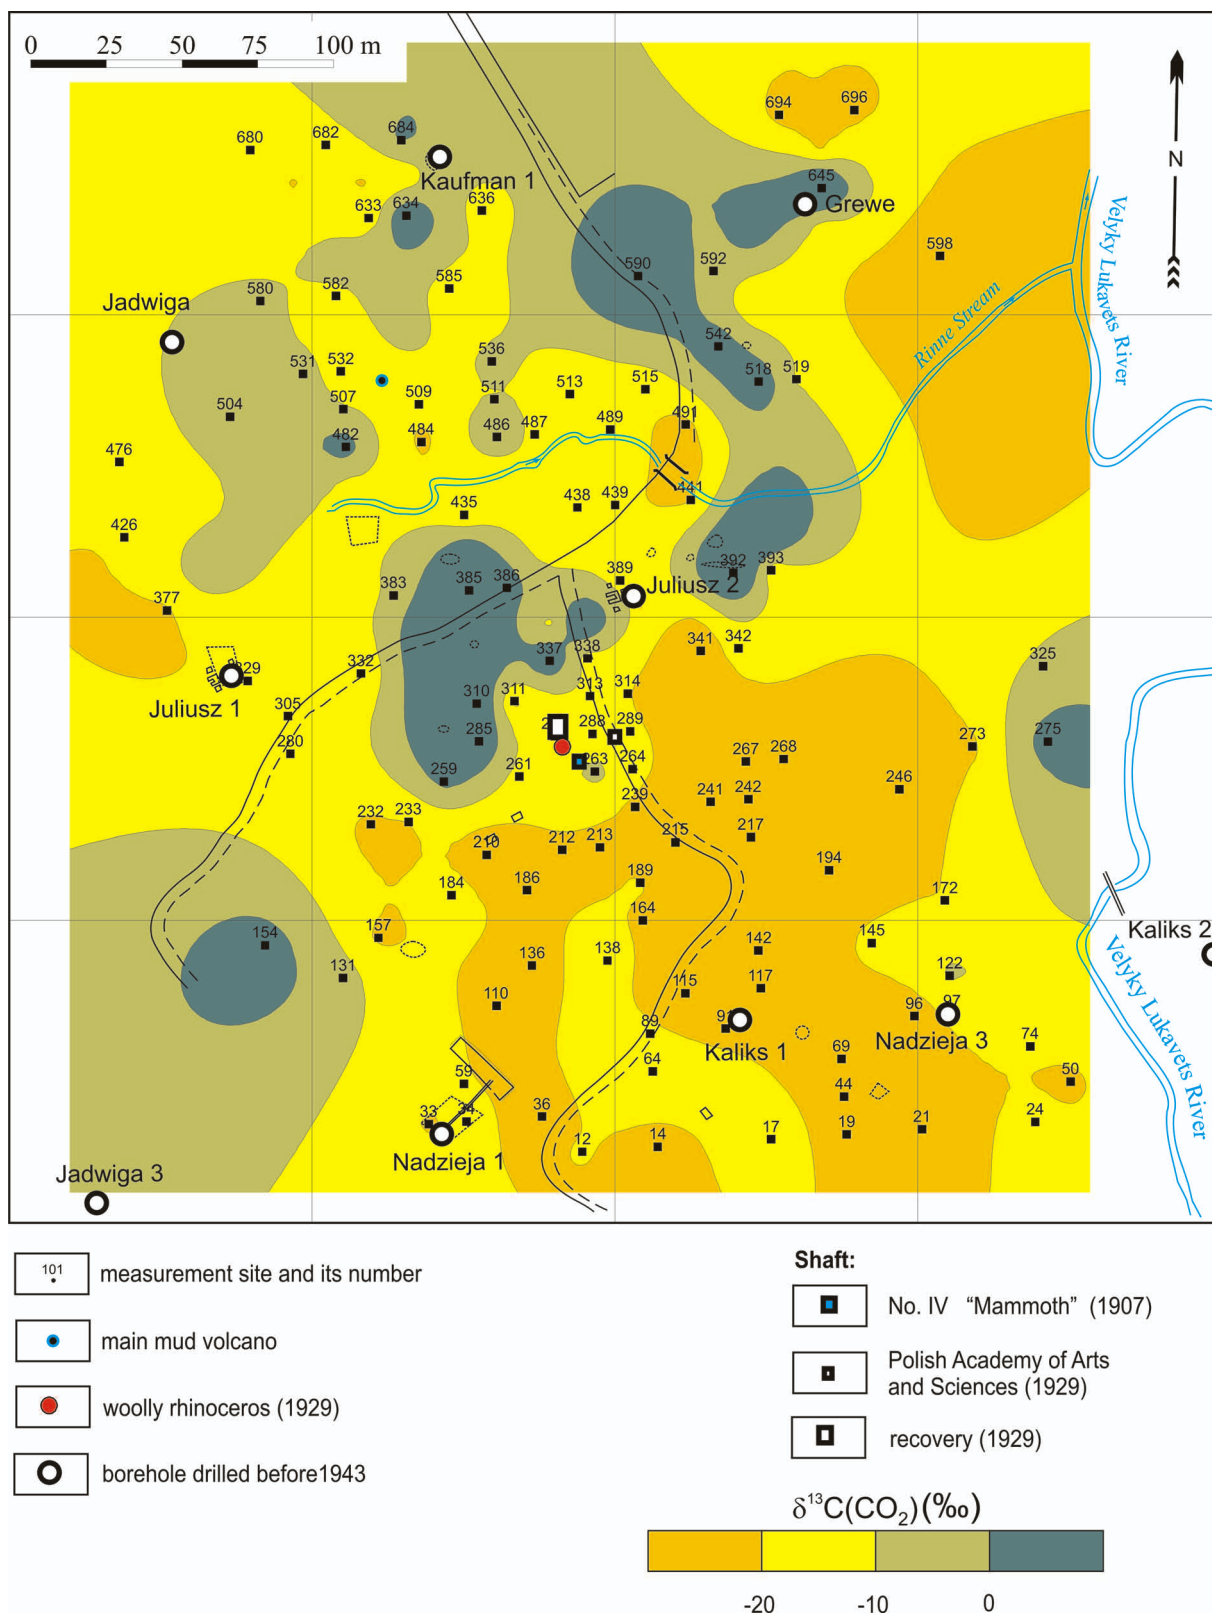 0 25 50 75 100 m
694 696
680 682 684
Kaufman 1
N
645
Grewe
633 634 636
598
Velyky Lukavets River
590 592
580 582 585
Jadwiga
Rinne Stream
542
531 532 536
518 519
504 507 509 511 513 515
476 482 484 486 487 489 491
426 435 438 439 441
377 383 385 386 389 392 393
Juliusz 2
329 332 337 338 341 342 325
Juliusz 1
305 310 311 313 314
280 285 288 289 273 275
259 261 263 264 267 268
232 233 239 241 242 246
210 212 213 215 217
184 186 189 194 172
154 157 164
131 136 138 142 145
Kaliks 2
110 115 117 122
89 96 97
Kaliks 1 Nadzieja 3
59 64 69 74
33 34 36 44 50
12 14 17 19 21 24
Nadzieja 1
Jadwiga 3
Velyky Lukavets River
101 measurement site and its number
main mud volcano
woolly rhinoceros (1929)
borehole drilled before1943
Shaft:
No. IV “Mammoth” (1907)
Polish Academy of Arts
and Sciences (1929)
recovery (1929)
δ¹³C(CO₂)(‰)
-20 -10 0